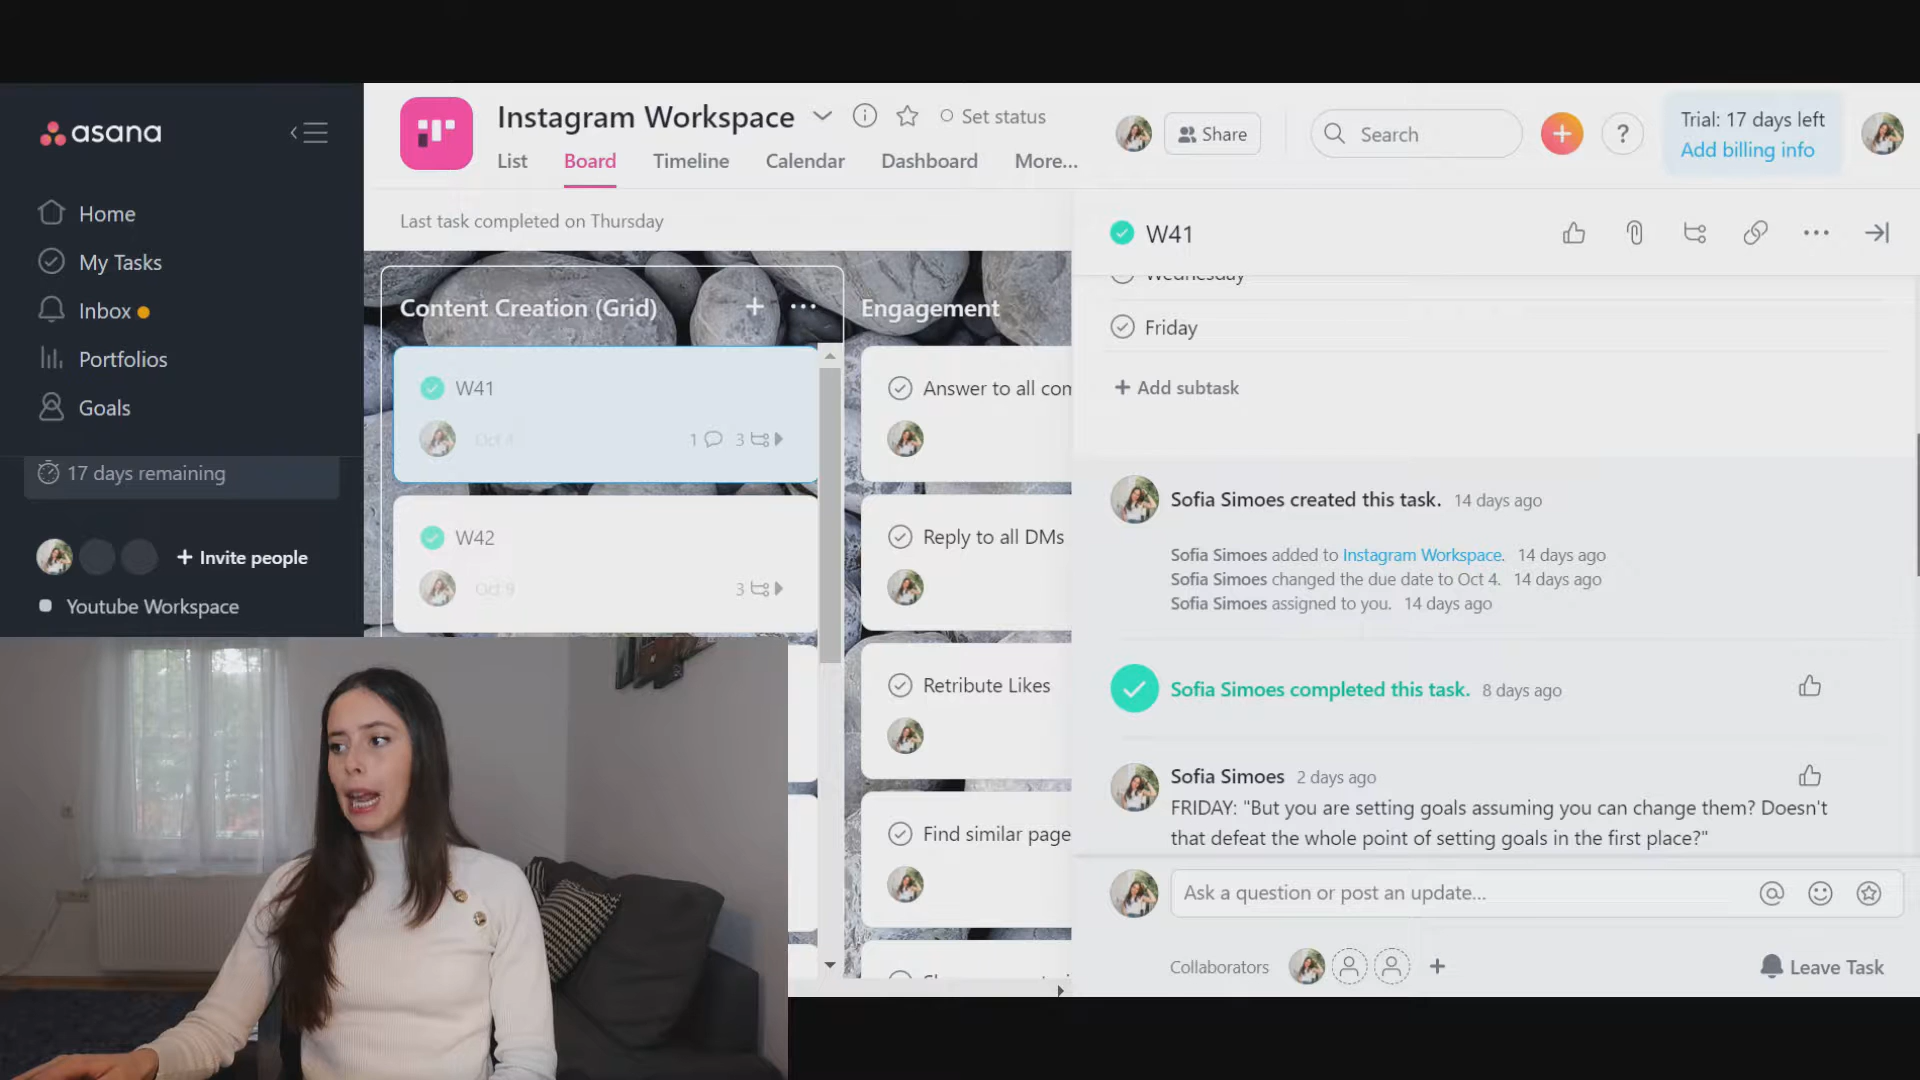 asana
Home
My Tasks
Inbox
Portfolios
Goals
17 days remaining
+ Invite people
Youtube Workspace
Instagram Workspace
Set status
List
Board
Timeline
Calendar
Dashboard
More...
Share
Search
?
Trial: 17 days left
Add billing info
Last task completed on Thursday
Content Creation (Grid)
W41
Oct 4
1
3
W42
Oct 9
3
Engagement
Answer to all com
Reply to all DMs
Retribute Likes
Find similar page
W41
Wednesday
Friday
+ Add subtask
Sofia Simoes created this task. 14 days ago
Sofia Simoes added to Instagram Workspace. 14 days ago
Sofia Simoes changed the due date to Oct 4. 14 days ago
Sofia Simoes assigned to you. 14 days ago
Sofia Simoes completed this task. 8 days ago
Sofia Simoes 2 days ago
FRIDAY: "But you are setting goals assuming you can change them? Doesn't
that defeat the whole point of setting goals in the first place?"
Ask a question or post an update...
Collaborators
Leave Task